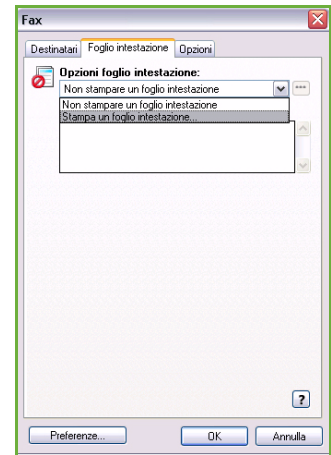 Fax
Destinatari Foglio intestazione Opzioni
Opzioni foglio intestazione:
Non stampare un foglio intestazione
Non stampare un foglio intestazione
Stampa un foglio intestazione...
?
Preferenze... OK Annulla